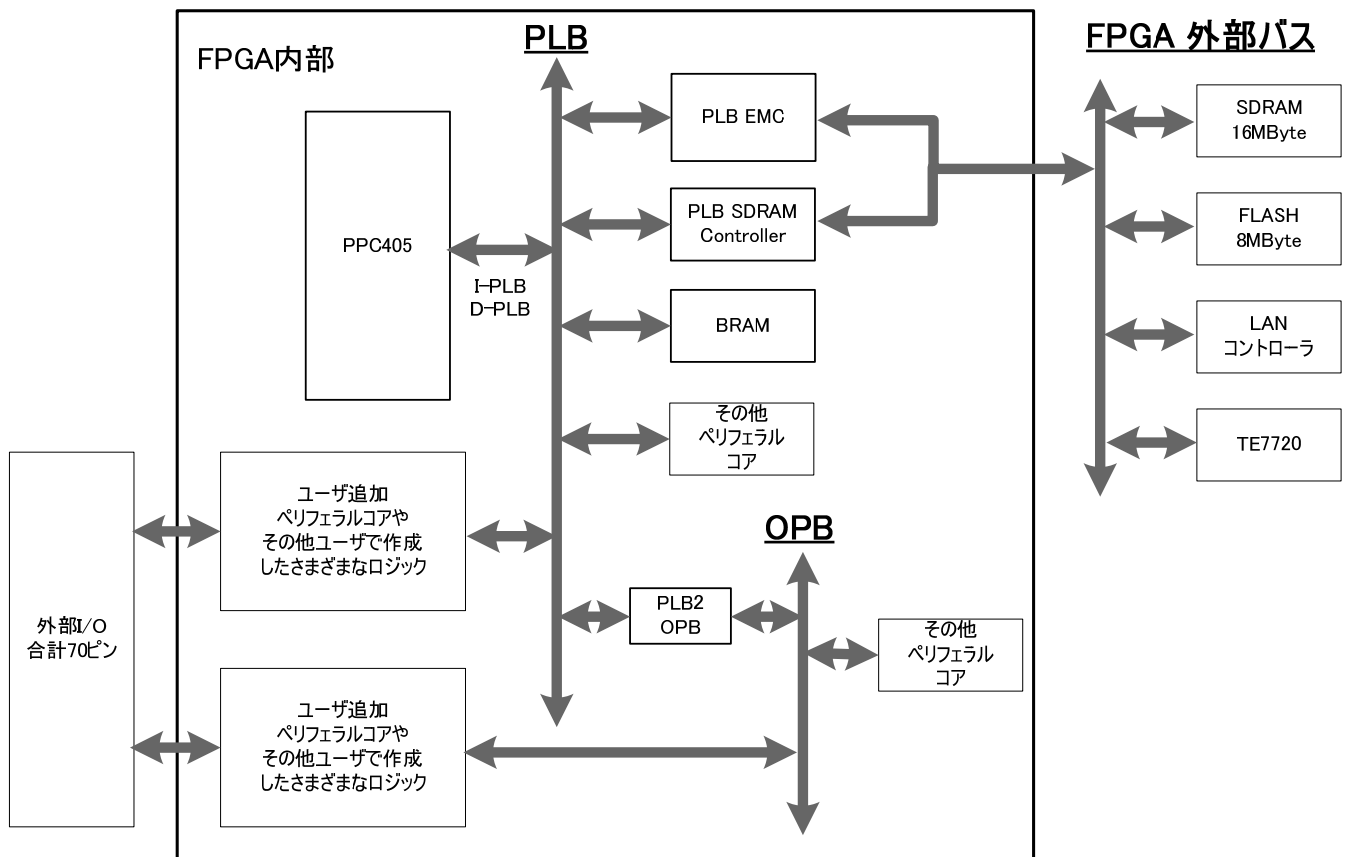 FPGA内部
PLB
FPGA 外部バス
PPC405
I-PLB
D-PLB
PLB EMC
PLB SDRAM
Controller
BRAM
その他
ペリフェラル
コア
SDRAM
16MByte
FLASH
8MByte
LAN
コントローラ
TE7720
外部I/O
合計70ピン
ユーザ追加
ペリフェラルコアや
その他ユーザで作成
したさまざまなロジック
OPB
PLB2
OPB
その他
ペリフェラル
コア
ユーザ追加
ペリフェラルコアや
その他ユーザで作成
したさまざまなロジック